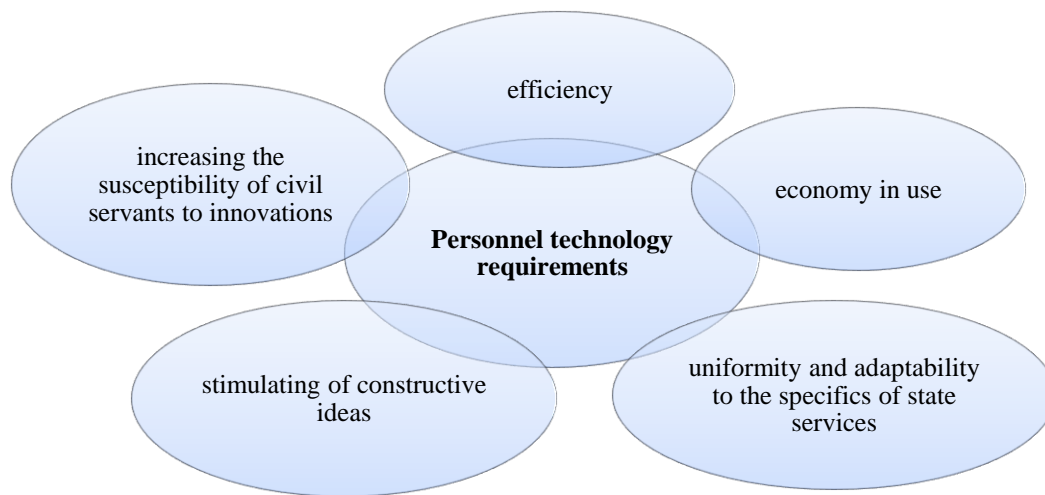 efficiency
increasing the
susceptibility of civil
servants to innovations
economy in use
Personnel technology
requirements
stimulating of constructive
ideas
uniformity and adaptability
to the specifics of state
services